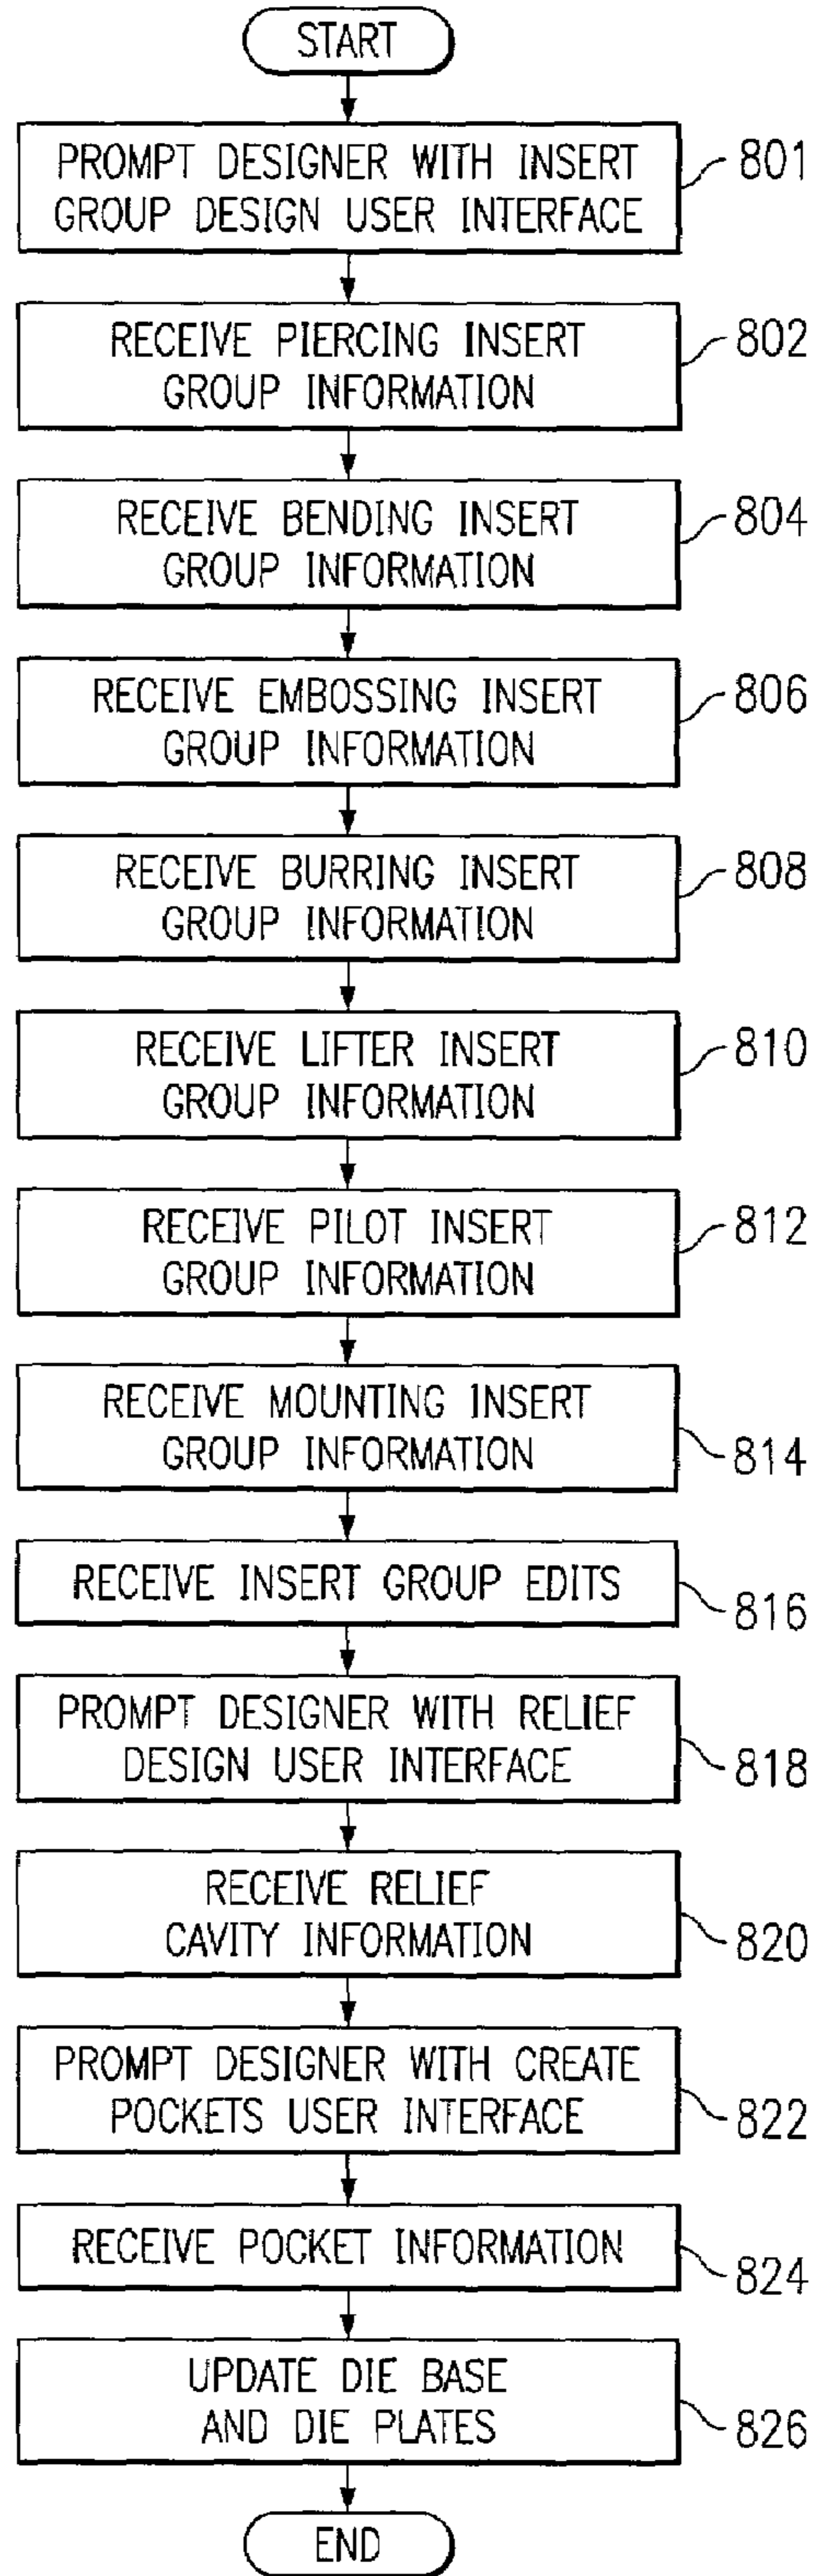 START
PROMPT DESIGNER WITH INSERT
GROUP DESIGN USER INTERFACE
801
RECEIVE PIERCING INSERT
GROUP INFORMATION
802
RECEIVE BENDING INSERT
GROUP INFORMATION
804
RECEIVE EMBOSSING INSERT
GROUP INFORMATION
806
RECEIVE BURRING INSERT
GROUP INFORMATION
808
RECEIVE LIFTER INSERT
GROUP INFORMATION
810
RECEIVE PILOT INSERT
GROUP INFORMATION
812
RECEIVE MOUNTING INSERT
GROUP INFORMATION
814
RECEIVE INSERT GROUP EDITS
816
PROMPT DESIGNER WITH RELIEF
DESIGN USER INTERFACE
818
RECEIVE RELIEF
CAVITY INFORMATION
820
PROMPT DESIGNER WITH CREATE
POCKETS USER INTERFACE
822
RECEIVE POCKET INFORMATION
824
UPDATE DIE BASE
AND DIE PLATES
826
END